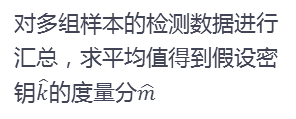 对多组样本的检测数据进行
汇总，求平均值得到假设密
钥k̂的度量分m̂